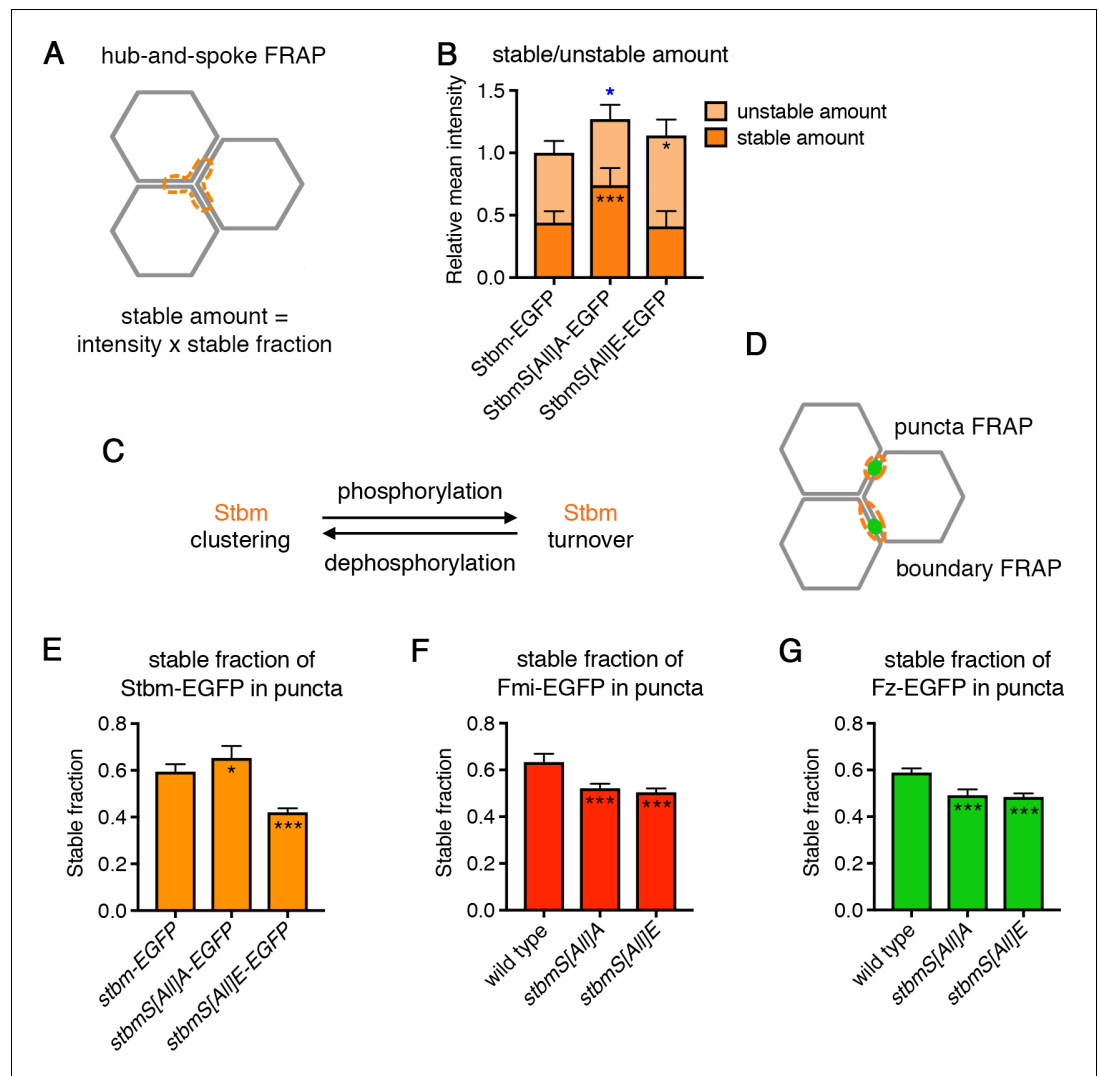 A
hub-and-spoke FRAP
stable amount =
intensity x stable fraction
B
stable/unstable amount
Relative mean intensity
1.5
1.0
0.5
0.0
*
***
*
unstable amount
stable amount
Stbm-EGFP
StbmS[All]A-EGFP
StbmS[All]E-EGFP
C
Stbm
clustering
phosphorylation
dephosphorylation
Stbm
turnover
D
puncta FRAP
boundary FRAP
E
stable fraction of
Stbm-EGFP in puncta
Stable fraction
0.8
0.6
0.4
0.2
0.0
*
***
stbm-EGFP
stbmS[All]A-EGFP
stbmS[All]E-EGFP
F
stable fraction of
Fmi-EGFP in puncta
Stable fraction
0.8
0.6
0.4
0.2
0.0
***
***
wild type
stbmS[All]A
stbmS[All]E
G
stable fraction of
Fz-EGFP in puncta
Stable fraction
0.8
0.6
0.4
0.2
0.0
***
***
wild type
stbmS[All]A
stbmS[All]E